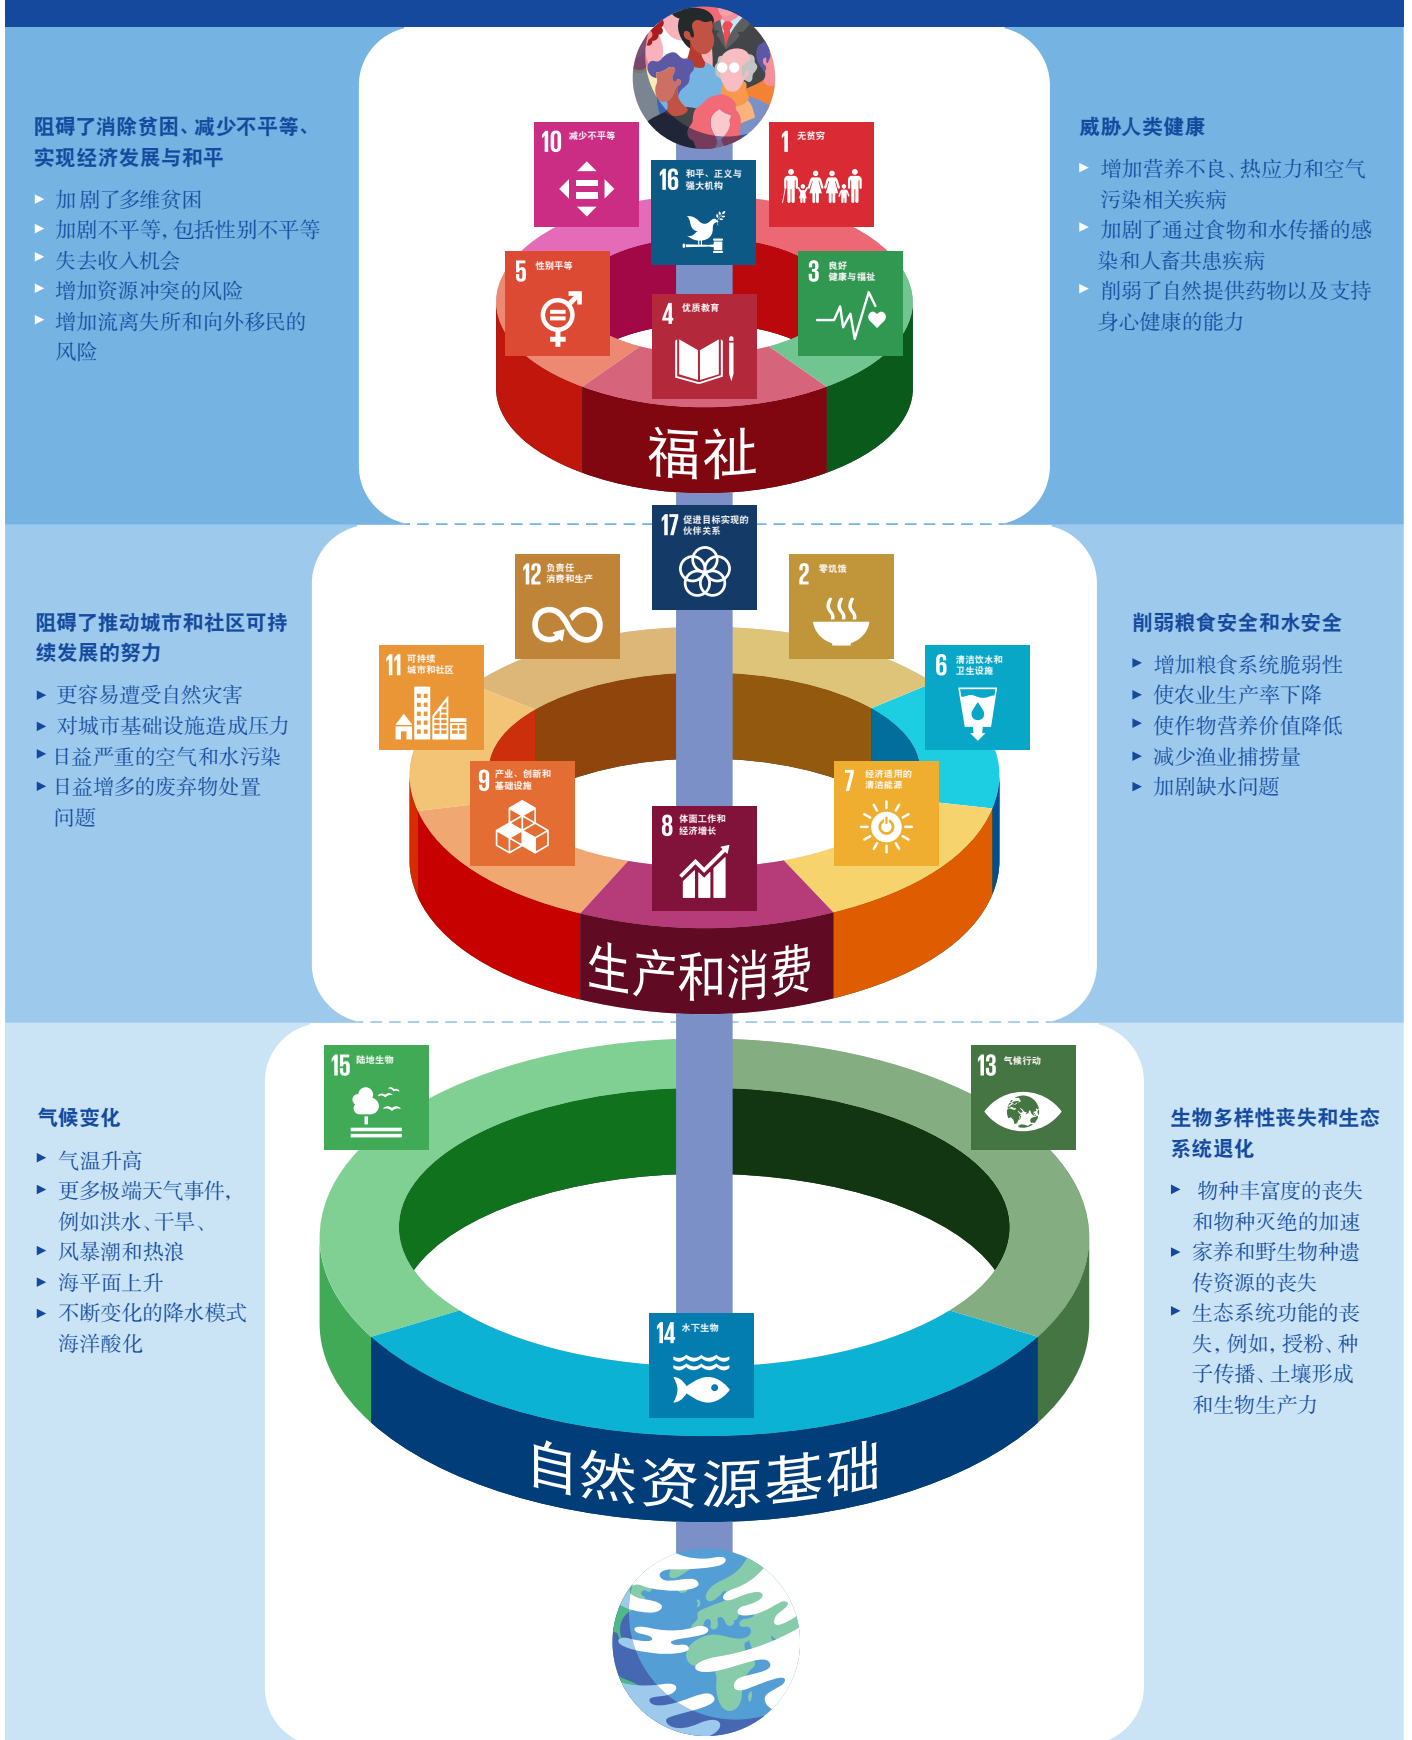 阻碍了消除贫困、减少不平等、
实现经济发展与和平
▶ 加剧了多维贫困
▶ 加剧不平等，包括性别不平等
▶ 失去收入机会
▶ 增加资源冲突的风险
▶ 增加流离失所和向外移民的
风险
威胁人类健康
▶ 增加营养不良、热应力和空气
污染相关疾病
▶ 加剧了通过食物和水传播的感
染和人畜共患疾病
▶ 削弱了自然提供药物以及支持
身心健康的能力
10 减少不平等
1 无贫穷
16 和平、正义与
强大机构
5 性别平等
3 良好
健康与福祉
4 优质教育
福祉
17 促进目标实现的
伙伴关系
阻碍了推动城市和社区可持
续发展的努力
▶ 更容易遭受自然灾害
▶ 对城市基础设施造成压力
▶ 日益严重的空气和水污染
▶ 日益增多的废弃物处置
问题
削弱粮食安全和水安全
▶ 增加粮食系统脆弱性
▶ 使农业生产率下降
▶ 使作物营养价值降低
▶ 减少渔业捕捞量
▶ 加剧缺水问题
12 负责任
消费和生产
2 零饥饿
11 可持续
城市和社区
6 清洁饮水和
卫生设施
9 产业、创新和
基础设施
7 经济适用的
清洁能源
8 体面工作和
经济增长
生产和消费
气候变化
▶ 气温升高
▶ 更多极端天气事件，
例如洪水、干旱、
▶ 风暴潮和热浪
▶ 海平面上升
▶ 不断变化的降水模式
海洋酸化
生物多样性丧失和生态
系统退化
▶ 物种丰富度的丧失
和物种灭绝的加速
▶ 家养和野生物种遗
传资源的丧失
▶ 生态系统功能的丧
失，例如，授粉、种
子传播、土壤形成
和生物生产力
15 陆地生物
13 气候行动
14 水下生物
自然资源基础